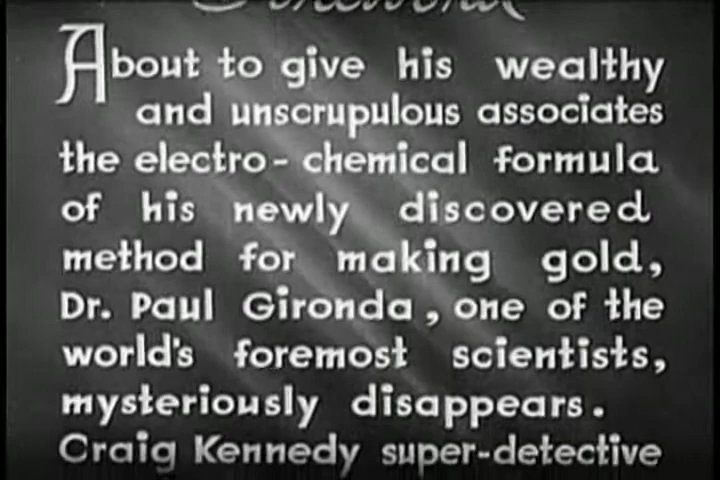 About to give his wealthy
and unscrupulous associates
the electro-chemical formula
of his newly discovered
method for making gold,
Dr. Paul Gironda, one of the
world's foremost scientists,
mysteriously disappears.
Craig Kennedy super-detective